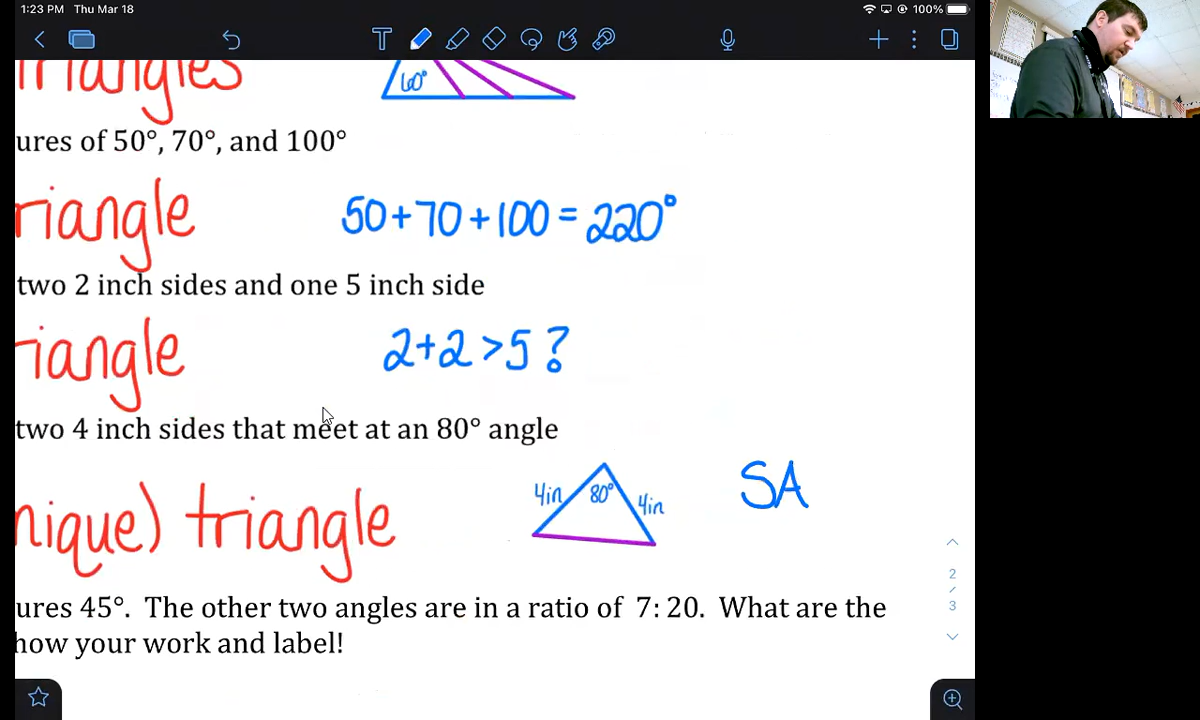 1:23 PM Thu Mar 18
100%
T
triangles
60°
ures of 50°, 70°, and 100°
riangle
50+70+100=220°
two 2 inch sides and one 5 inch side
riangle
2+2>5?
two 4 inch sides that meet at an 80° angle
nique) triangle
4in 80° 4in
SA
2
/
3
ures 45°. The other two angles are in a ratio of 7: 20. What are the
how your work and label!